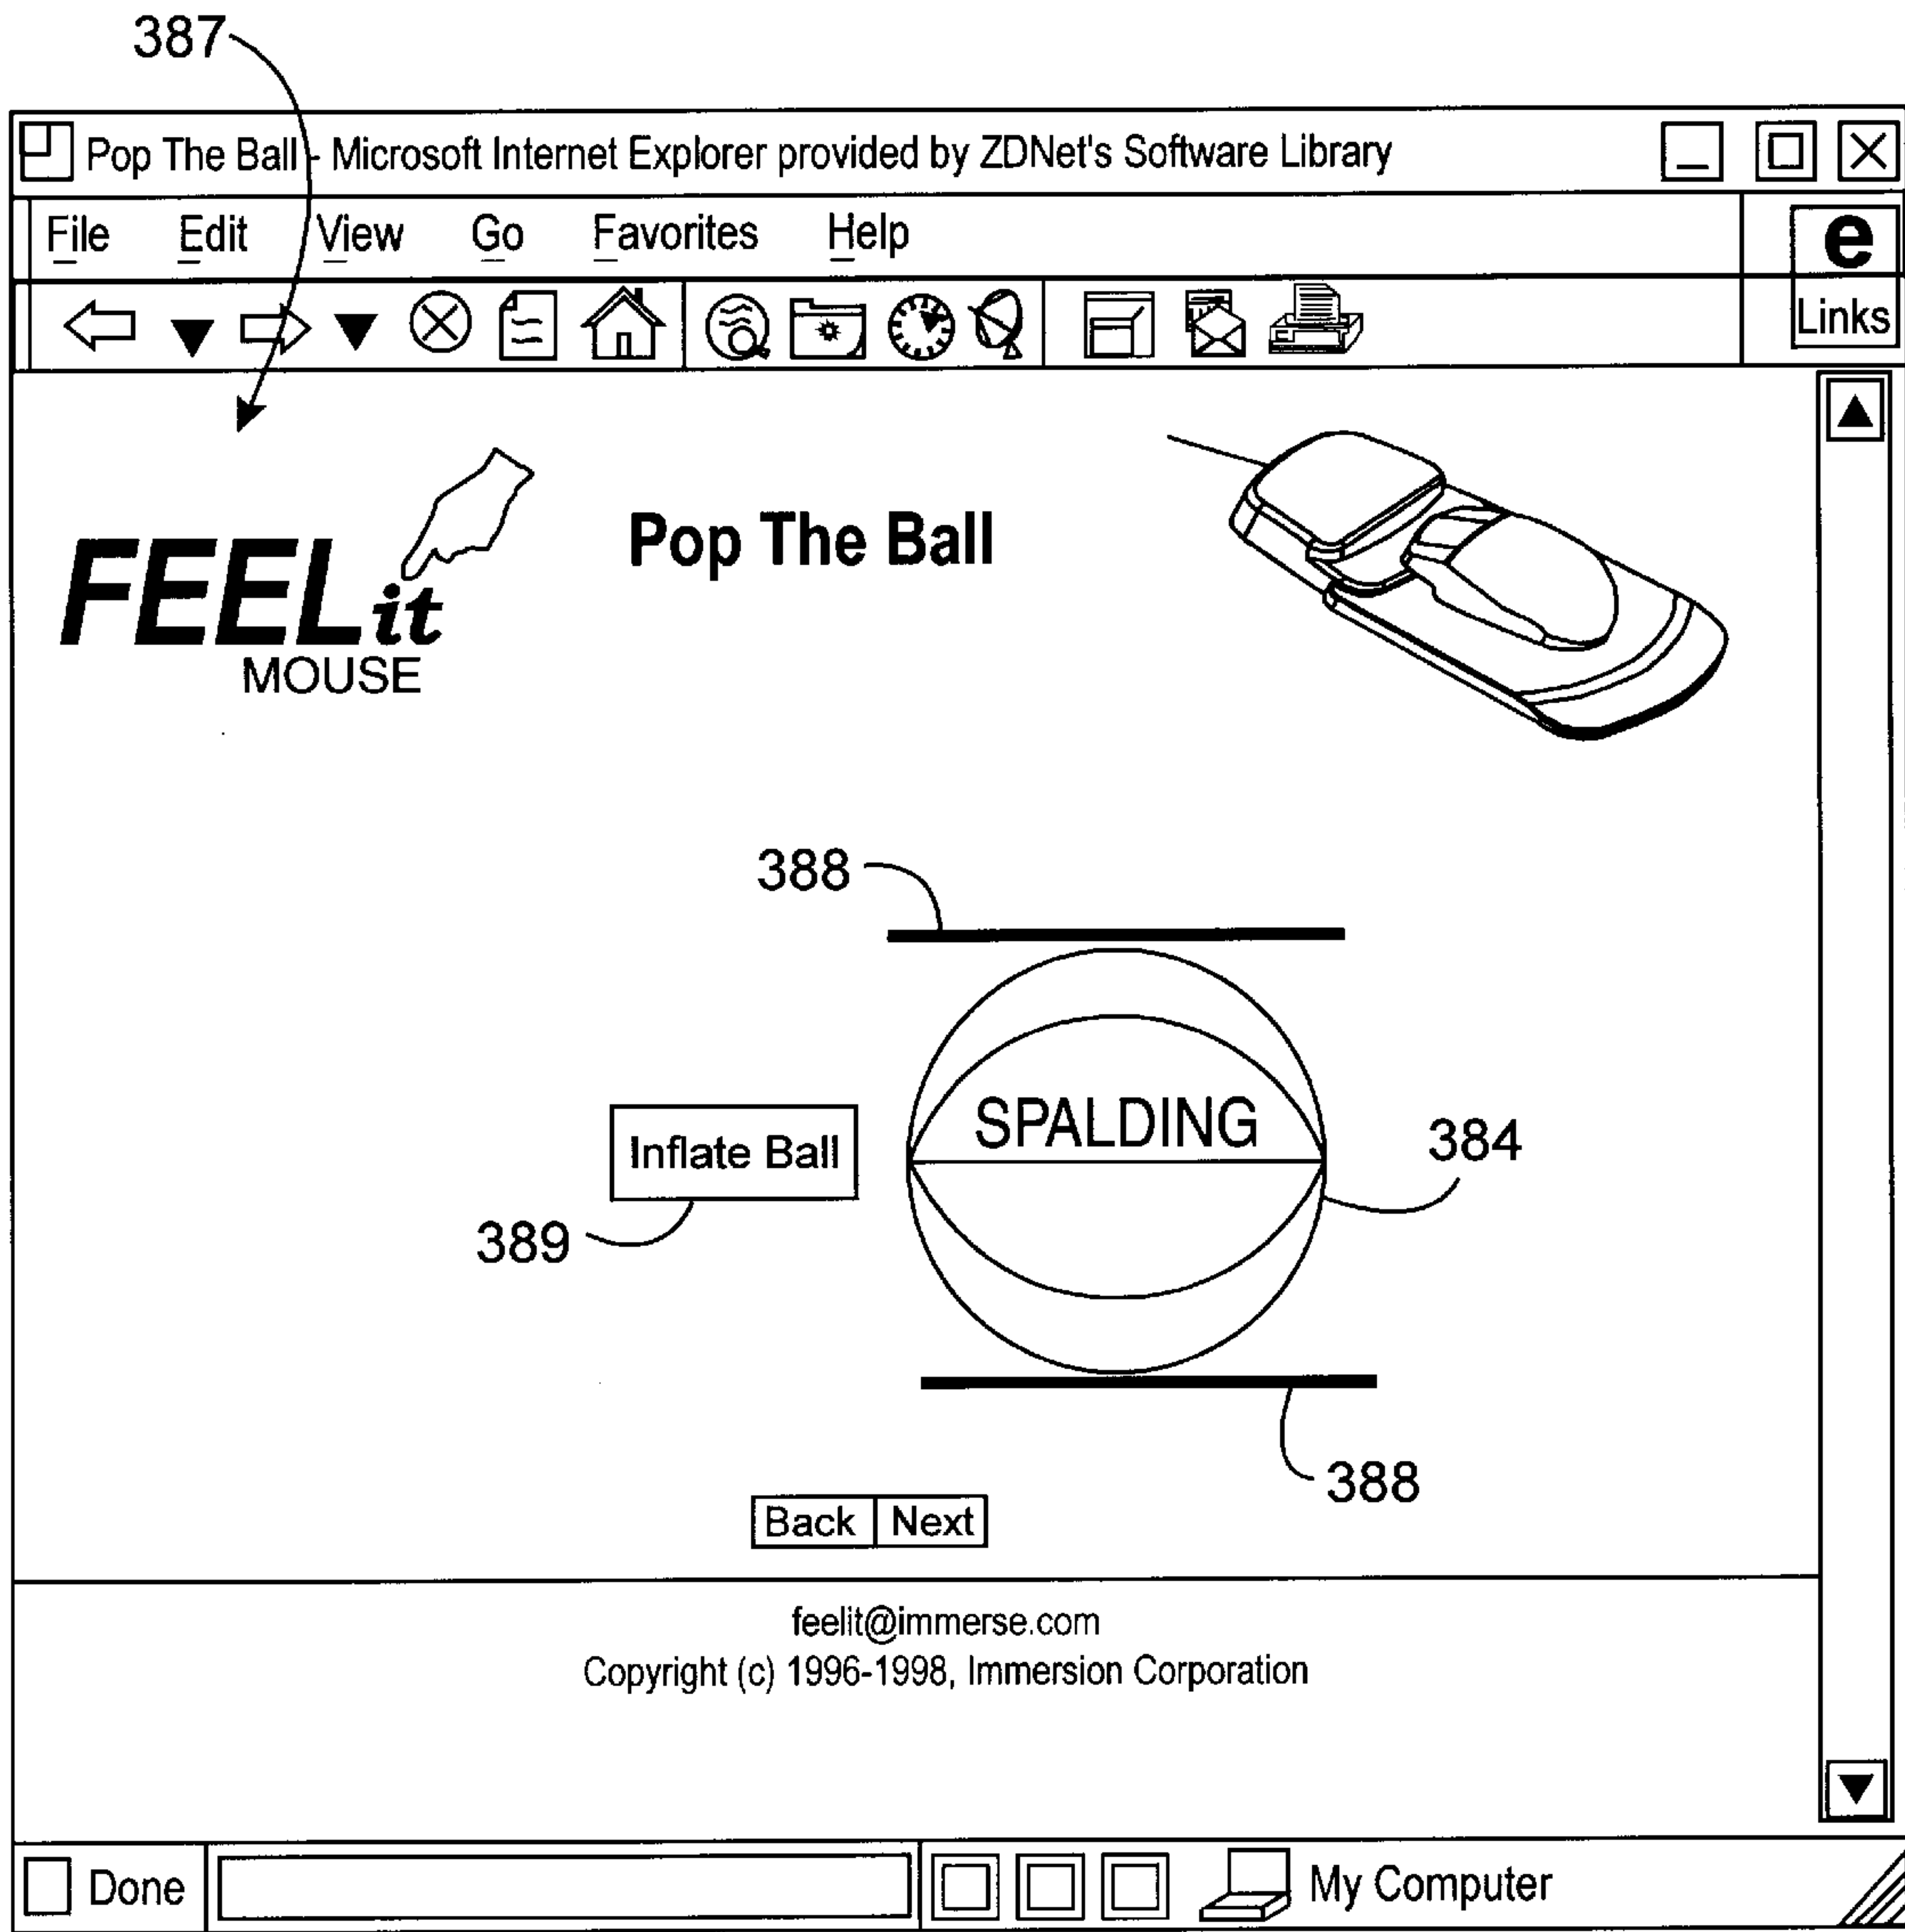 387
Pop The Ball - Microsoft Internet Explorer provided by ZDNet's Software Library
File Edit View Go Favorites Help
e
Links
FEELit
MOUSE
Pop The Ball
388
SPALDING
Inflate Ball
384
389
388
Back Next
feelit@immerse.com
Copyright (c) 1996-1998, Immersion Corporation
Done
My Computer